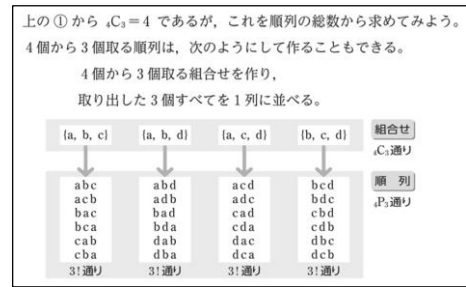 上の ① から ₄C₃＝4 であるが，これを順列の総数から求めてみよう。
4個から3個取る順列は，次のようにして作ることもできる。
4個から3個取る組合せを作り，
取り出した3個すべてを1列に並べる。
{a, b, c} {a, b, d} {a, c, d} {b, c, d} 組合せ
₄C₃通り
abc abd acd bcd 順 列
acb adb adc bdc ₄P₃通り
bac bad cad cbd
bca bda cda cdb
cab dab dac dbc
cba dba dca dcb
3!通り 3!通り 3!通り 3!通り